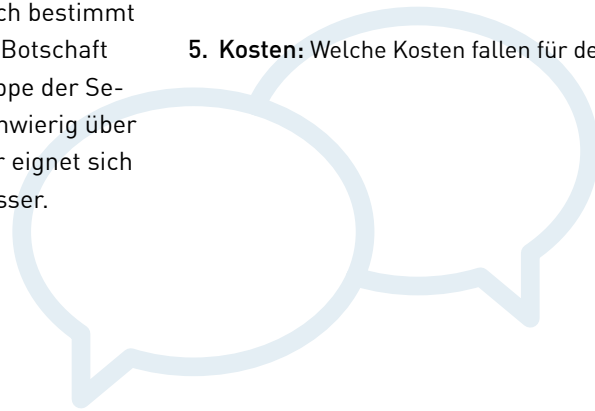 ch bestimmt
Botschaft
ppe der Se-
hwierig über
r eignet sich
sser.
5. Kosten: Welche Kosten fallen für de